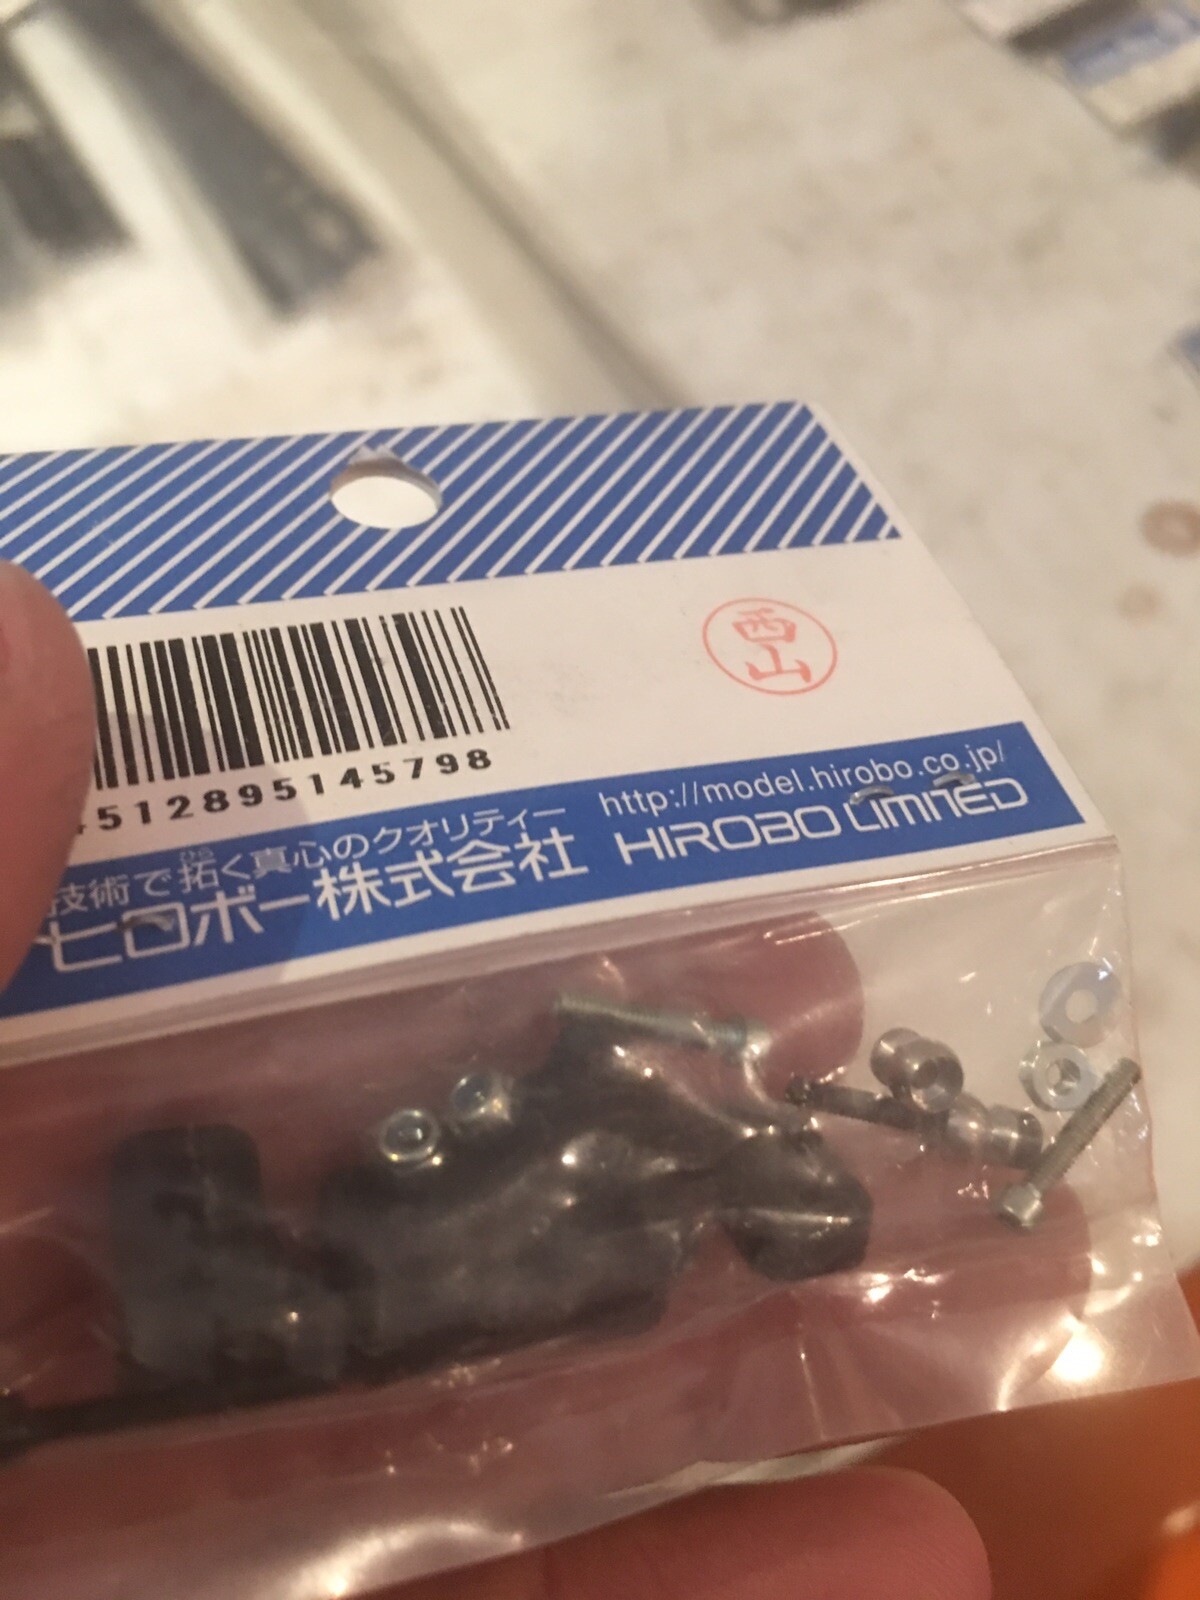 西山
4512895145798
技術で拓く真心のクオリティー
ヒロボー株式会社
http://model.hirobo.co.jp/
HIROBO LIMITED